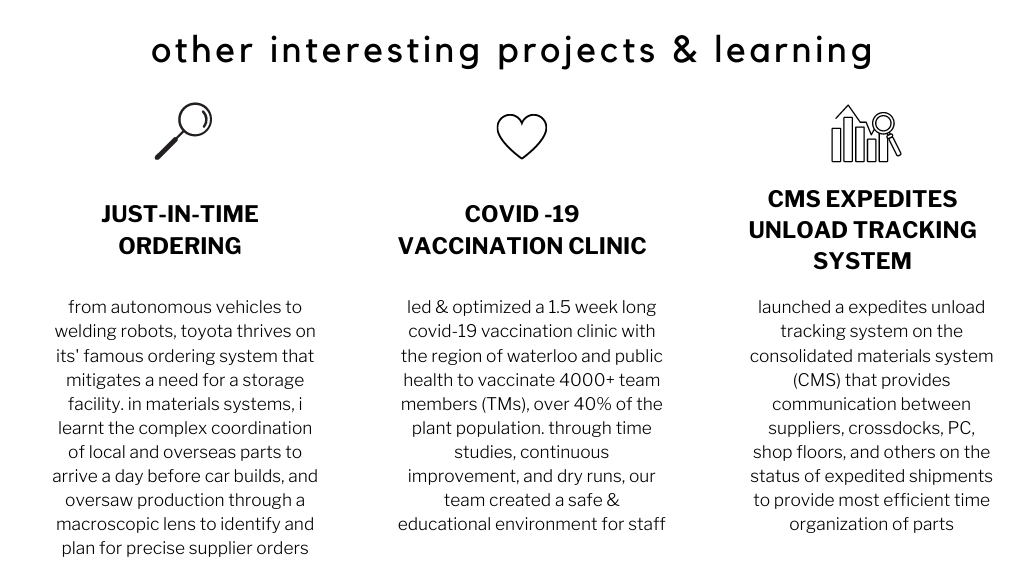 other interesting projects & learning
JUST-IN-TIME
ORDERING
from autonomous vehicles to
welding robots, toyota thrives on
its' famous ordering system that
mitigates a need for a storage
facility. in materials systems, i
learnt the complex coordination
of local and overseas parts to
arrive a day before car builds, and
oversaw production through a
macroscopic lens to identify and
plan for precise supplier orders
COVID -19
VACCINATION CLINIC
led & optimized a 1.5 week long
covid-19 vaccination clinic with
the region of waterloo and public
health to vaccinate 4000+ team
members (TMs), over 40% of the
plant population. through time
studies, continuous
improvement, and dry runs, our
team created a safe &
educational environment for staff
CMS EXPEDITES
UNLOAD TRACKING
SYSTEM
launched a expedites unload
tracking system on the
consolidated materials system
(CMS) that provides
communication between
suppliers, crossdocks, PC,
shop floors, and others on the
status of expedited shipments
to provide most efficient time
organization of parts